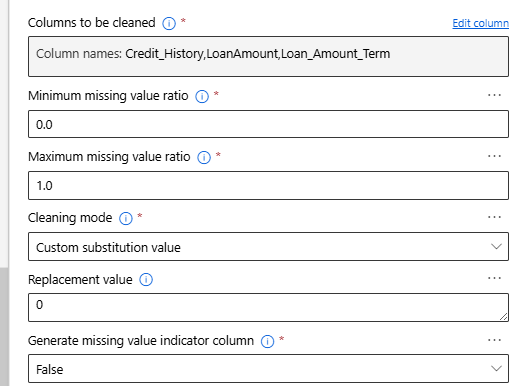 Columns to be cleaned ⓘ * Edit column
Column names: Credit_History,LoanAmount,Loan_Amount_Term
Minimum missing value ratio ⓘ * ...
0.0
Maximum missing value ratio ⓘ * ...
1.0
Cleaning mode ⓘ * ...
Custom substitution value
Replacement value ⓘ ...
0
Generate missing value indicator column ⓘ * ...
False